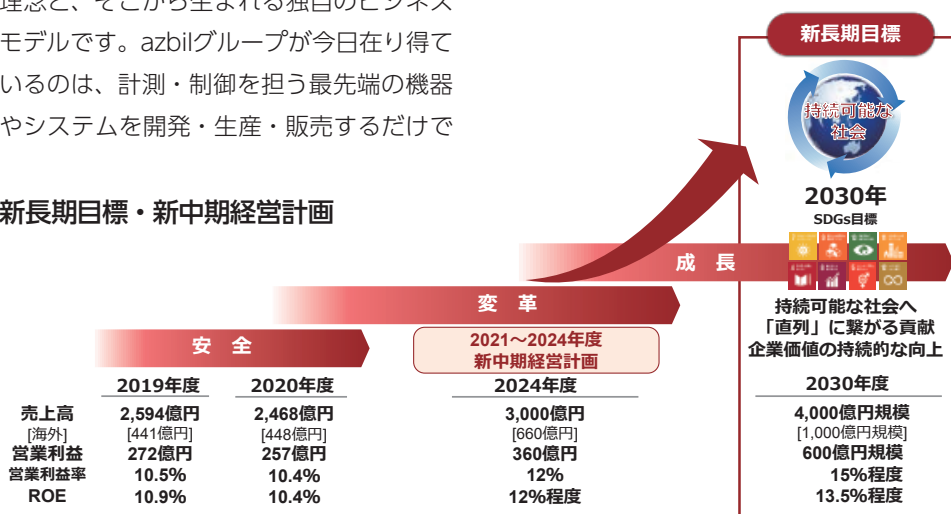 理念と、そこから生まれる独自のビジネス
モデルです。azbilグループが今日在り得て
いるのは、計測・制御を担う最先端の機器
やシステムを開発・生産・販売するだけで
新長期目標・新中期経営計画
新長期目標
持続可能な
社会
2030年
SDGs目標
成 長
変 革
安 全
2021～2024年度
新中期経営計画
持続可能な社会へ
「直列」に繋がる貢献
企業価値の持続的な向上
2019年度 2020年度 2024年度 2030年度
売上高 2,594億円 2,468億円 3,000億円 4,000億円規模
[海外] [441億円] [448億円] [660億円] [1,000億円規模]
営業利益 272億円 257億円 360億円 600億円規模
営業利益率 10.5% 10.4% 12% 15%程度
ROE 10.9% 10.4% 12%程度 13.5%程度